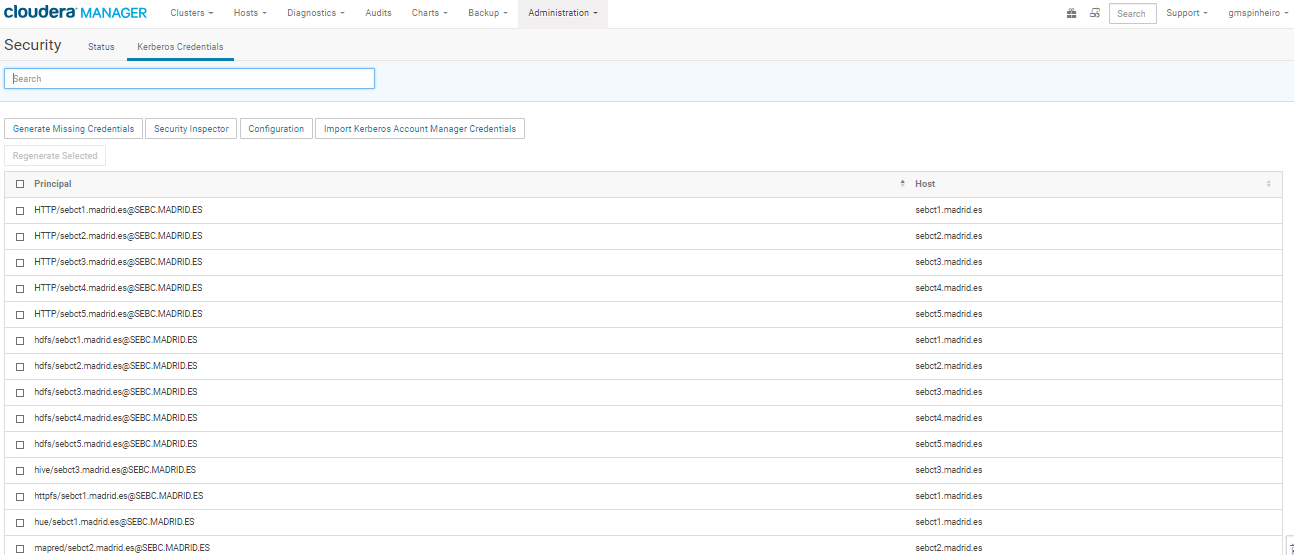 cloudera MANAGER Clusters Hosts Diagnostics Audits Charts Backup Administration Search Support gmspinheiro
Security Status Kerberos Credentials
Search
Generate Missing Credentials Security Inspector Configuration Import Kerberos Account Manager Credentials
Regenerate Selected
Principal Host
HTTP/sebct1.madrid.es@SEBC.MADRID.ES sebct1.madrid.es
HTTP/sebct2.madrid.es@SEBC.MADRID.ES sebct2.madrid.es
HTTP/sebct3.madrid.es@SEBC.MADRID.ES sebct3.madrid.es
HTTP/sebct4.madrid.es@SEBC.MADRID.ES sebct4.madrid.es
HTTP/sebct5.madrid.es@SEBC.MADRID.ES sebct5.madrid.es
hdfs/sebct1.madrid.es@SEBC.MADRID.ES sebct1.madrid.es
hdfs/sebct2.madrid.es@SEBC.MADRID.ES sebct2.madrid.es
hdfs/sebct3.madrid.es@SEBC.MADRID.ES sebct3.madrid.es
hdfs/sebct4.madrid.es@SEBC.MADRID.ES sebct4.madrid.es
hdfs/sebct5.madrid.es@SEBC.MADRID.ES sebct5.madrid.es
hive/sebct3.madrid.es@SEBC.MADRID.ES sebct3.madrid.es
httpfs/sebct1.madrid.es@SEBC.MADRID.ES sebct1.madrid.es
hue/sebct1.madrid.es@SEBC.MADRID.ES sebct1.madrid.es
mapred/sebct2.madrid.es@SEBC.MADRID.ES sebct2.madrid.es